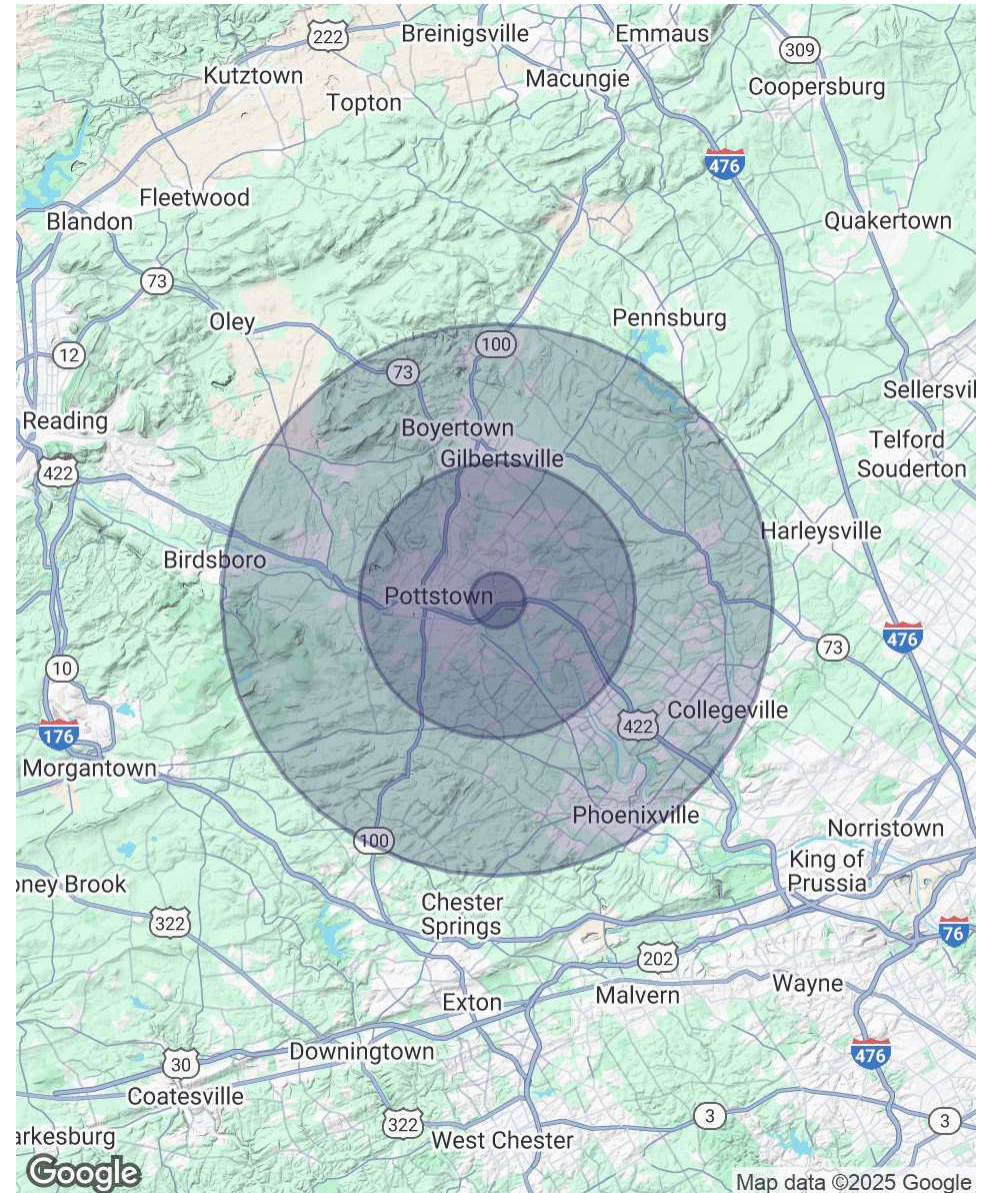 222
Breinigsville
Emmaus
309
Kutztown
Macungie
Coopersburg
Topton
476
Fleetwood
Blandon
Quakertown
73
Oley
Pennsburg
100
12
73
Sellersvil
Reading
Boyertown
Telford
Gilbertsville
Souderton
422
Harleysville
Birdsboro
Pottstown
476
73
10
Collegeville
422
176
Morgantown
Phoenixville
Norristown
100
King of
Prussia
oney Brook
Chester
Springs
322
76
202
Wayne
Malvern
Exton
476
Downingtown
30
Coatesville
3
3
322
arkesburg
West Chester
Google
Map data ©2025 Google